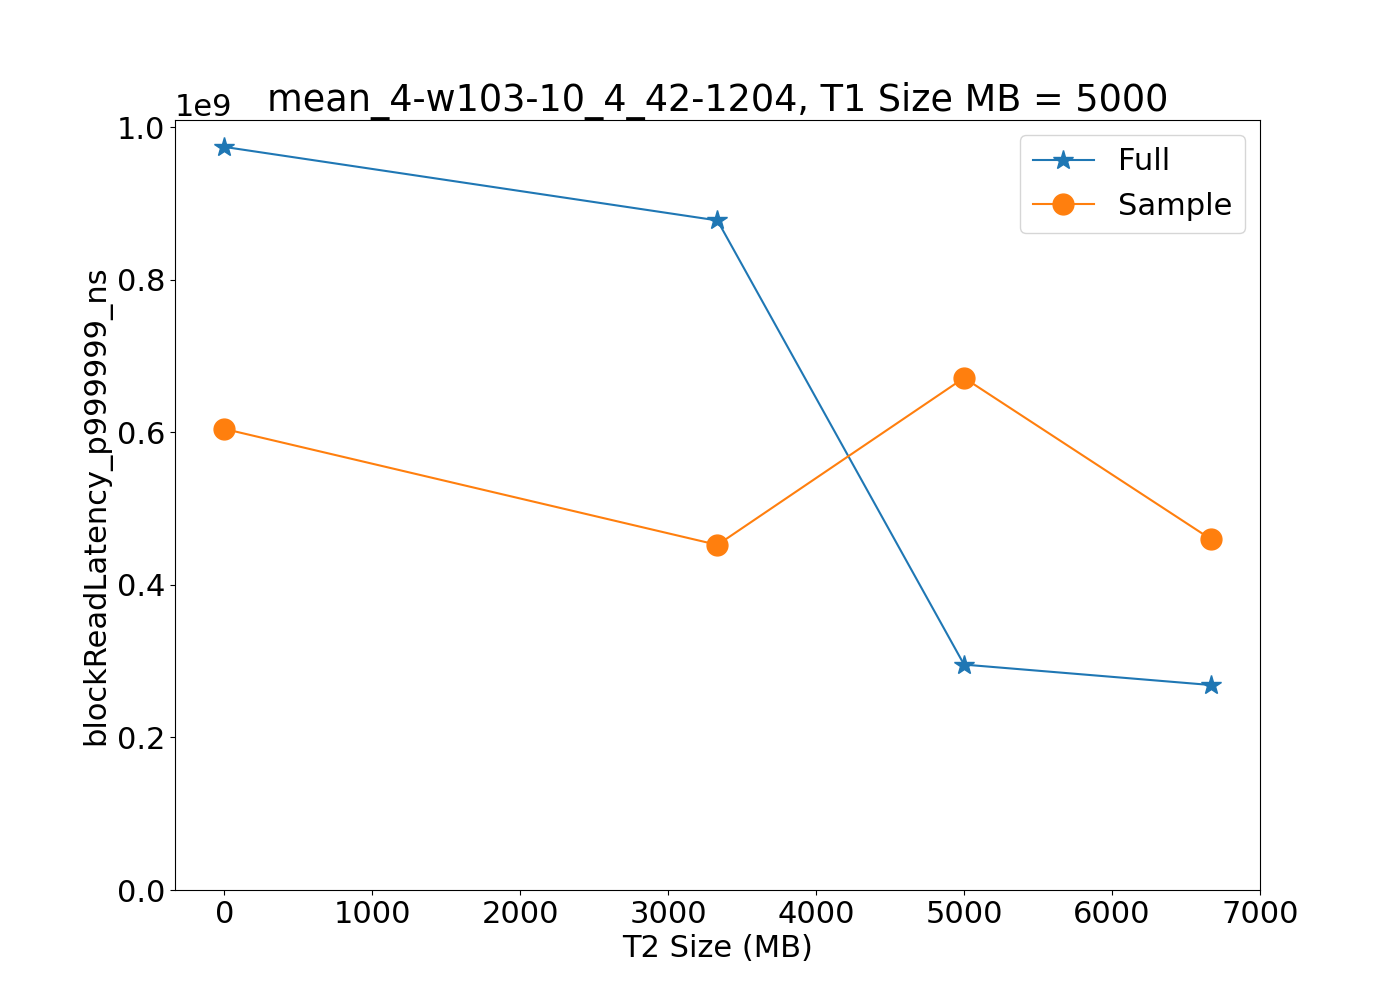 1e9
mean_4-w103-10_4_42-1204, T1 Size MB = 5000
1.0
0.8
0.6
0.4
0.2
0.0
blockReadLatency_p999999_ns
Full
Sample
0 1000 2000 3000 4000 5000 6000 7000
T2 Size (MB)